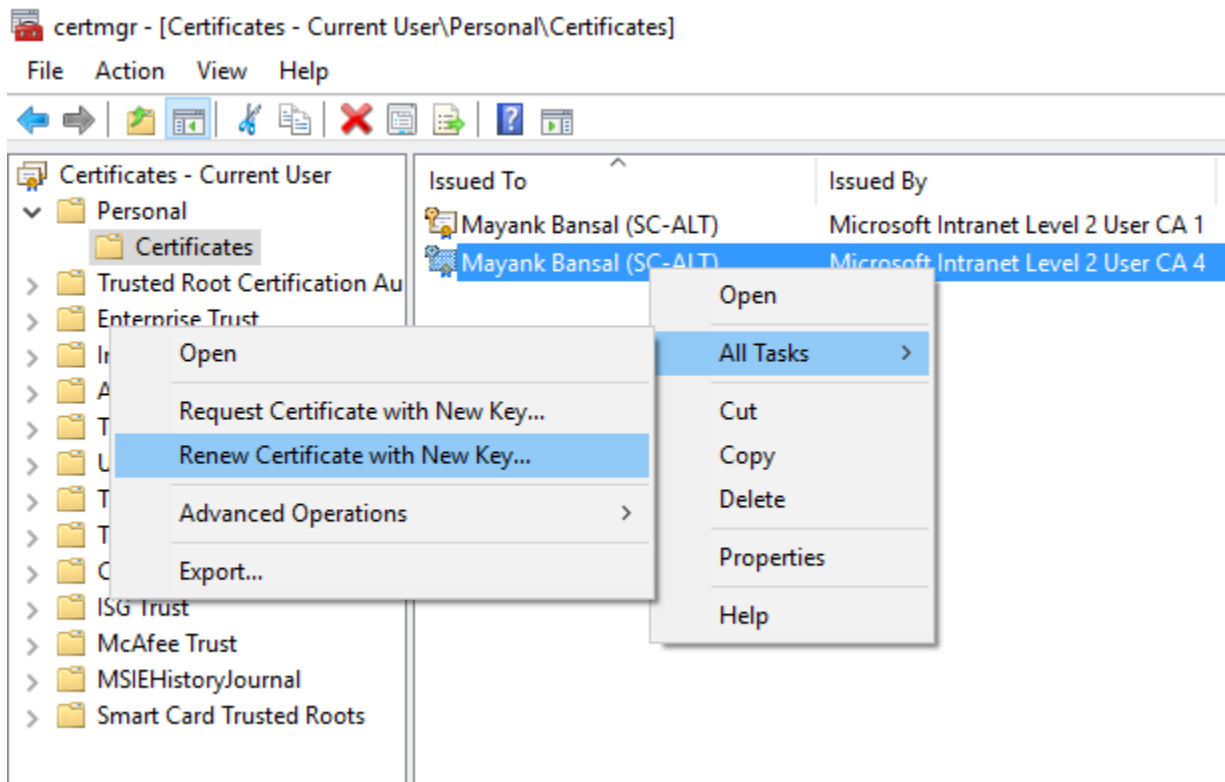 certmgr - [Certificates - Current User\Personal\Certificates]
File Action View Help
Certificates - Current User
Personal
Certificates
Trusted Root Certification Au
Enterprise Trust
ISG Trust
McAfee Trust
MSIEHistoryJournal
Smart Card Trusted Roots
Issued To Issued By
Mayank Bansal (SC-ALT) Microsoft Intranet Level 2 User CA 1
Mayank Bansal (SC-ALT) Microsoft Intranet Level 2 User CA 4
Open
All Tasks
Cut
Copy
Delete
Properties
Help
Open
Request Certificate with New Key...
Renew Certificate with New Key...
Advanced Operations
Export...